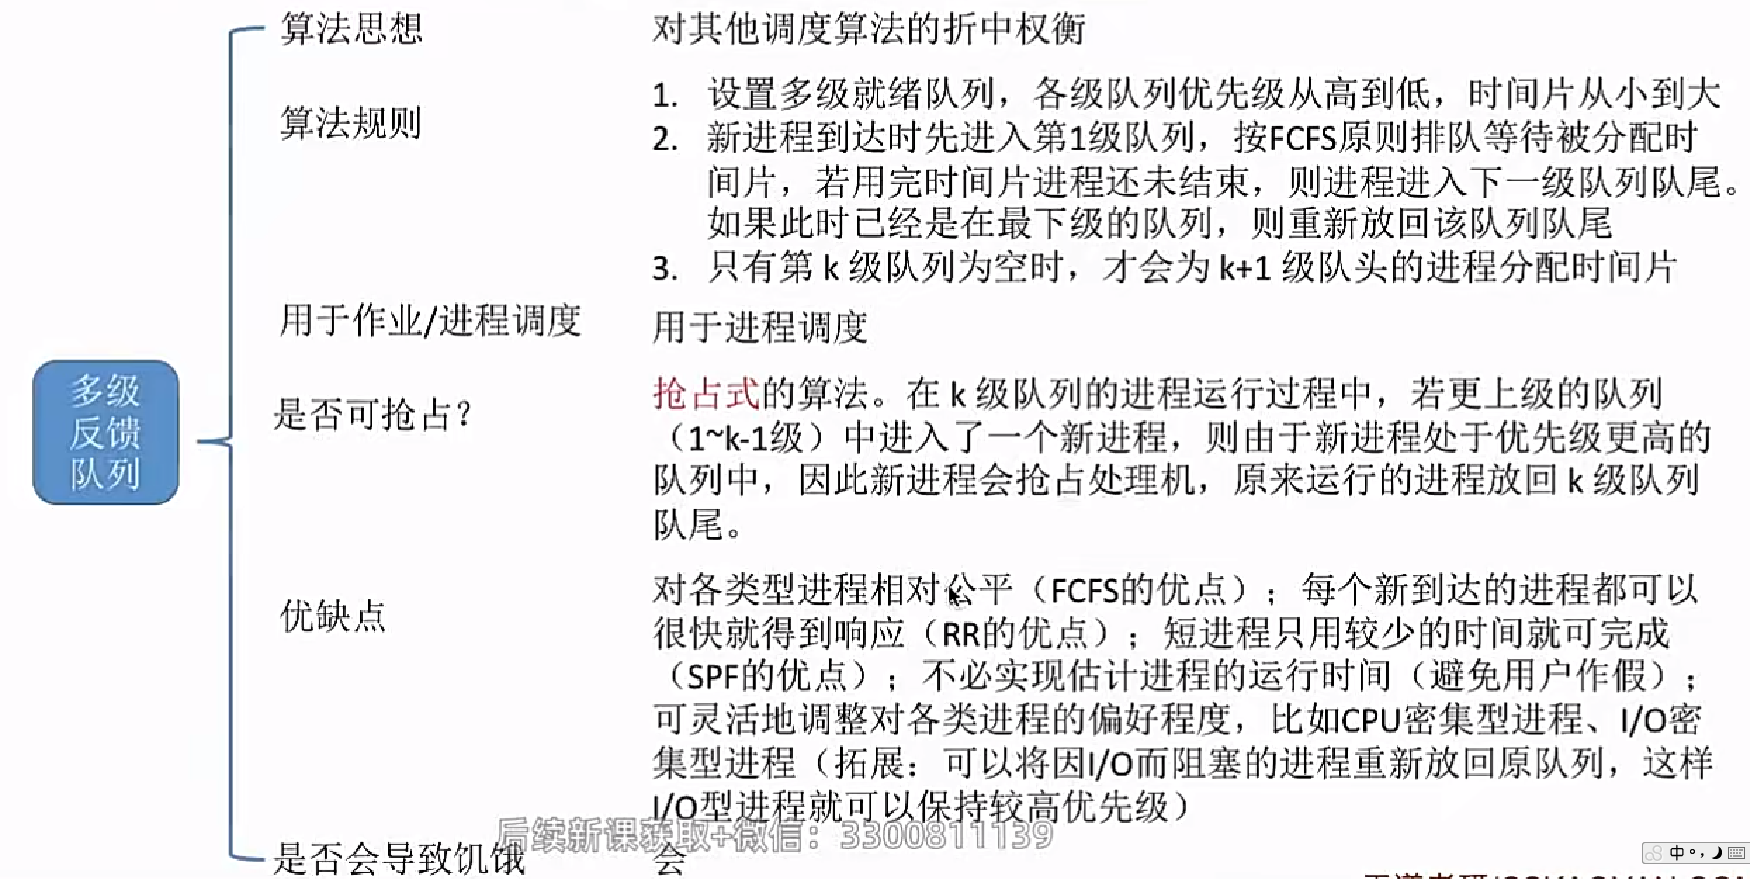 算法思想
对其他调度算法的折中权衡
算法规则
1. 设置多级就绪队列，各级队列优先级从高到低，时间片从小到大
2. 新进程到达时先进入第1级队列，按FCFS原则排队等待被分配时
间片，若用完时间片进程还未结束，则进程进入下一级队列队尾。
如果此时已经是在最下级的队列，则重新放回该队列队尾
3. 只有第 k 级队列为空时，才会为 k+1 级队头的进程分配时间片
用于作业/进程调度
用于进程调度
多级
反馈
队列
是否可抢占？
抢占式的算法。在 k 级队列的进程运行过程中，若更上级的队列
（1~k-1级）中进入了一个新进程，则由于新进程处于优先级更高的
队列中，因此新进程会抢占处理机，原来运行的进程放回 k 级队列
队尾。
优缺点
对各类型进程相对公平（FCFS的优点）；每个新到达的进程都可以
很快就得到响应（RR的优点）；短进程只用较少的时间就可完成
（SPF的优点）；不必实现估计进程的运行时间（避免用户作假）；
可灵活地调整对各类进程的偏好程度，比如CPU密集型进程、I/O密
集型进程（拓展：可以将因I/O而阻塞的进程重新放回原队列，这样
I/O型进程就可以保持较高优先级）
后续新课获取+微信：3300811139
是否会导致饥饿
会
中